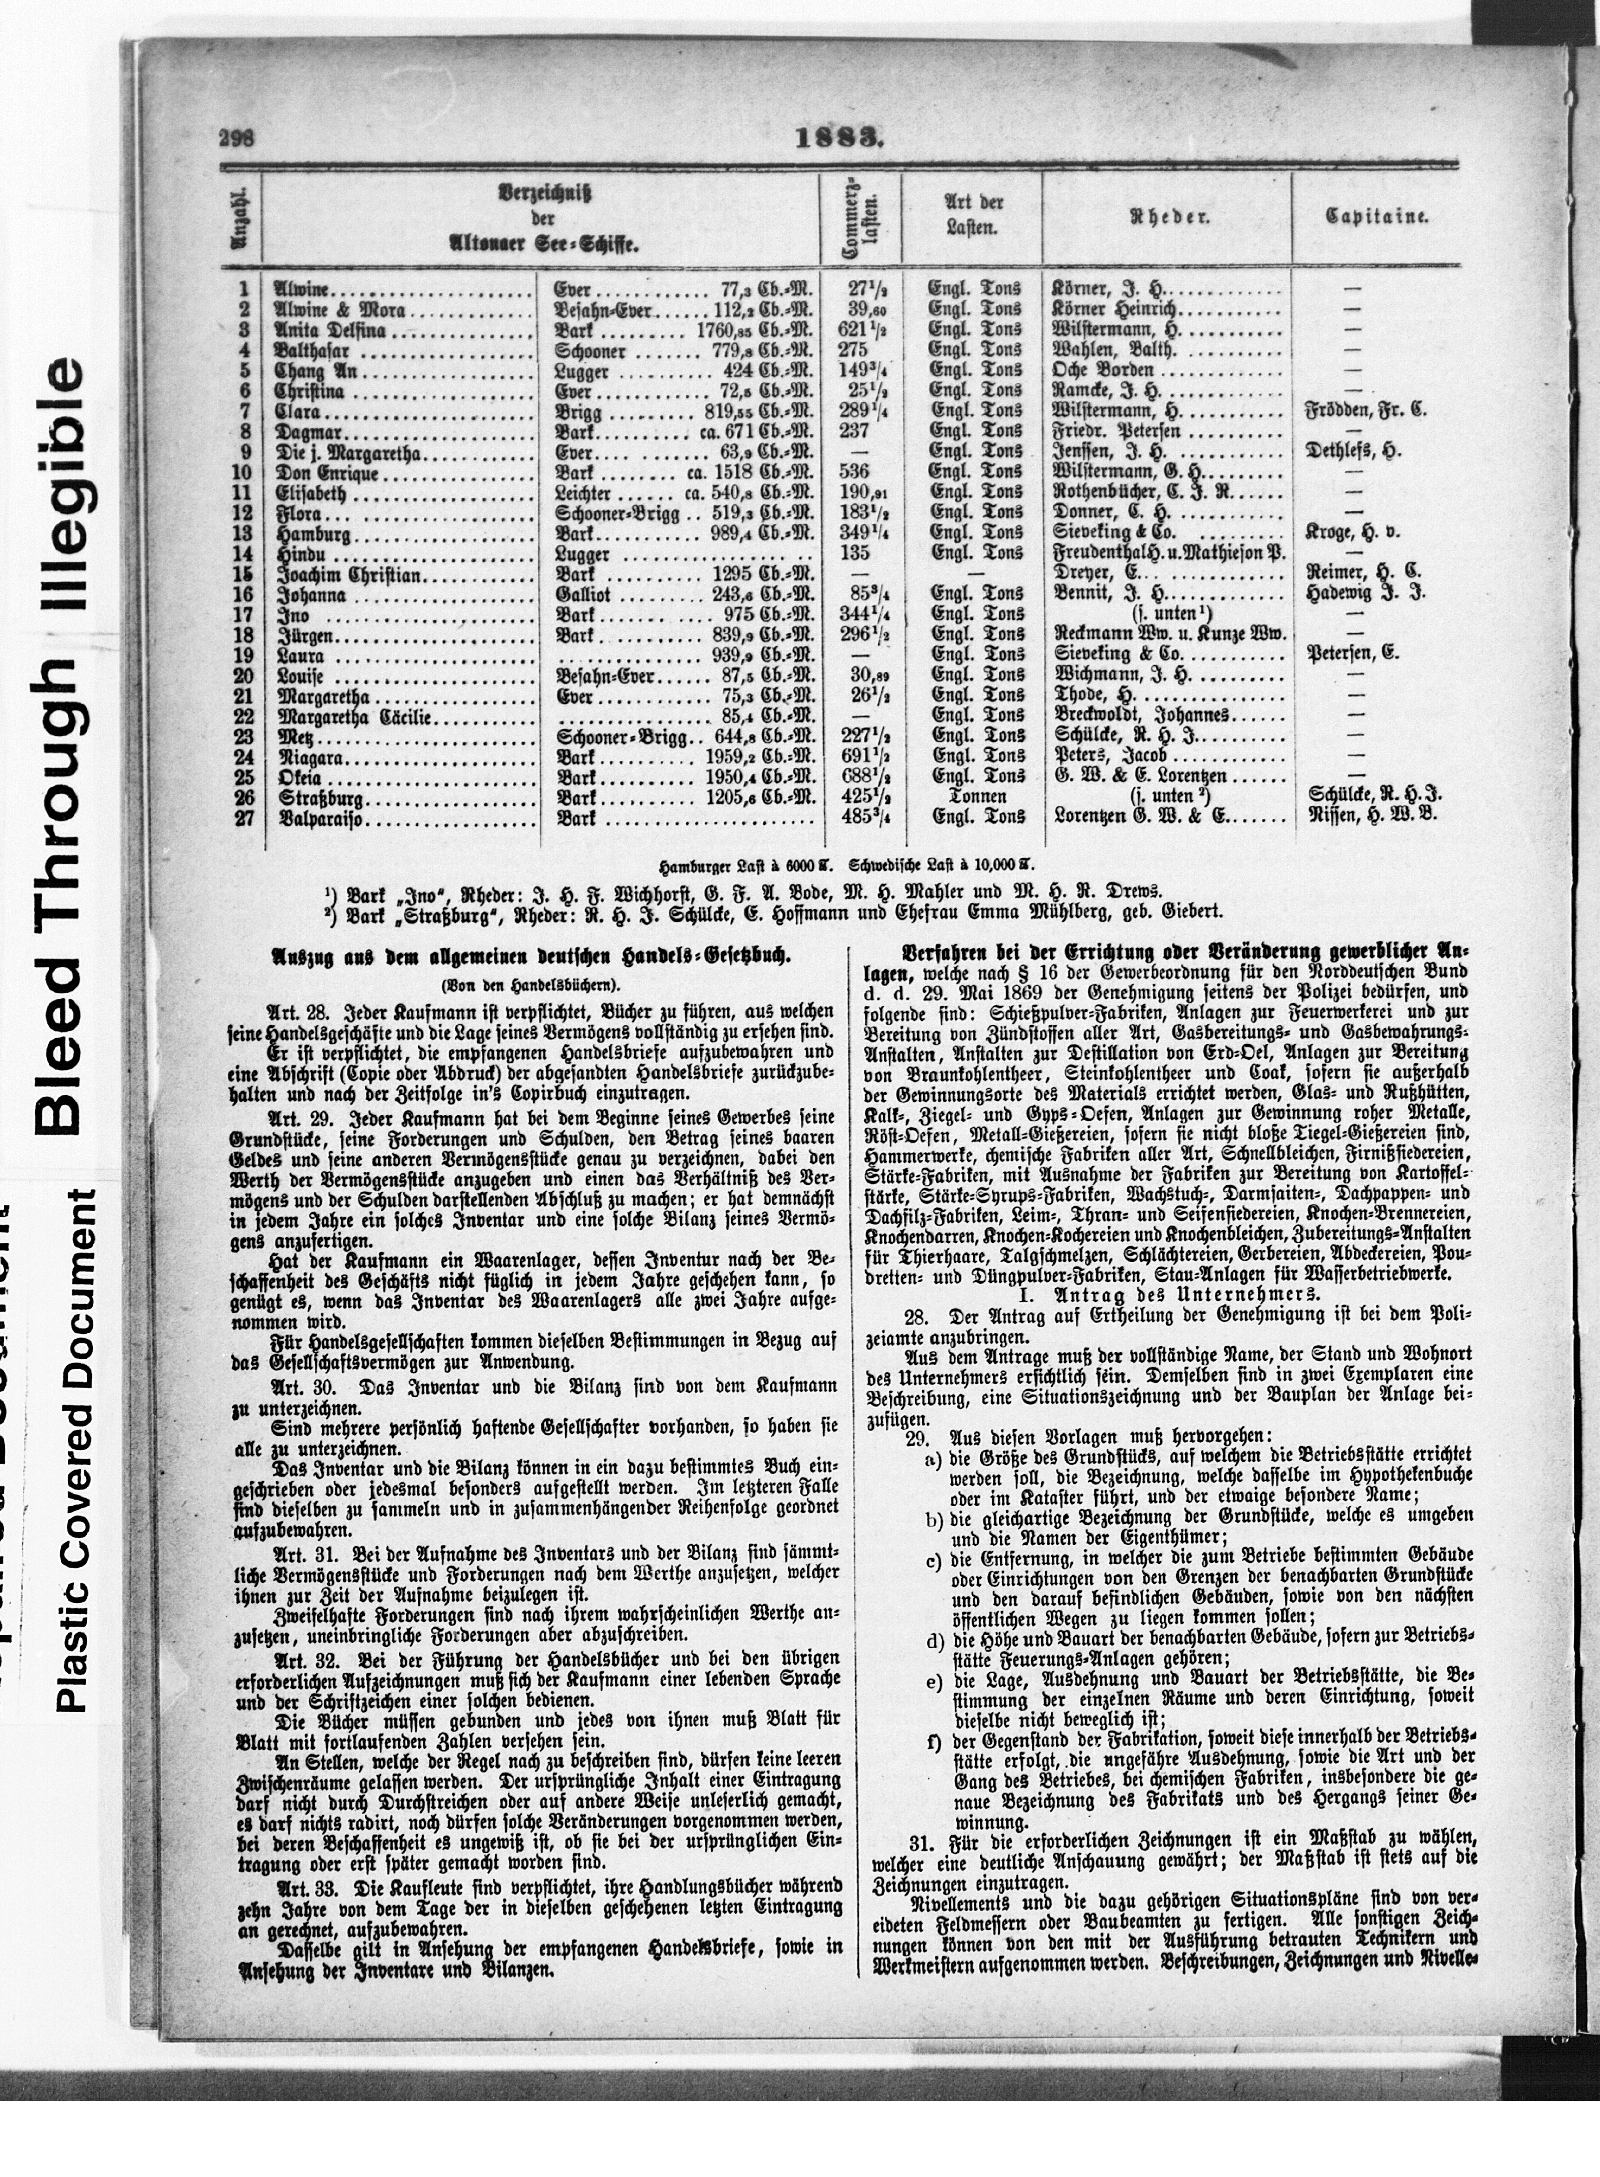 298
1883.
Anzahl.
Verzeichniß
der
Altonaer See-Schiffe.
Commerz-
lasten.
Art der
Lasten.
Rheder.
Capitaine.
1 Alwine Ever 77,3 Cb.-M. 27 1/2 Engl. Tons Körner, J. H. —
2 Alwine & Mora Besahn-Ever 112,2 Cb.-M. 39,60 Engl. Tons Körner Heinrich —
3 Anita Delfina Bark 1760,85 Cb.-M. 621 1/2 Engl. Tons Wilstermann, H. —
4 Balthasar Schooner 779,8 Cb.-M. 275 Engl. Tons Wahlen, Balth. —
5 Chang An Lugger 424 Cb.-M. 149 3/4 Engl. Tons Oche Borden —
6 Christina Ever 72,5 Cb.-M. 25 1/2 Engl. Tons Ramcke, J. H. —
7 Clara Brigg 819,55 Cb.-M. 289 1/4 Engl. Tons Wilstermann, H. Frödden, Fr. C.
8 Dagmar Bark ca. 671 Cb.-M. 237 Engl. Tons Friedr. Petersen —
9 Die j. Margaretha Ever 63,9 Cb.-M. — Engl. Tons Jenssen, J. H. Dethlefs, H.
10 Don Enrique Bark ca. 1518 Cb.-M. 536 Engl. Tons Wilstermann, G. H. —
11 Elisabeth Leichter ca. 540,8 Cb.-M. 190,91 Engl. Tons Rothenbücher, C. J. R. —
12 Flora Schooner-Brigg 519,3 Cb.-M. 183 1/2 Engl. Tons Donner, C. H. —
13 Hamburg Bark 989,4 Cb.-M. 349 1/4 Engl. Tons Sieveking & Co. Kroge, H. v.
14 Hindu Lugger 135 Engl. Tons Freudenthal H. u. Mathieson P. —
15 Joachim Christian Bark 1295 Cb.-M. — — Dreyer, E. Reimer, H. C.
16 Johanna Galliot 243,6 Cb.-M. 85 3/4 Engl. Tons Bennit, J. H. Hadewig J. J.
17 Ino Bark 975 Cb.-M. 344 1/4 Engl. Tons (s. unten 1) —
18 Jürgen Bark 839,9 Cb.-M. 296 1/2 Engl. Tons Reckmann Ww. u. Kunze Ww. —
19 Laura 939,9 Cb.-M. — Engl. Tons Sieveking & Co. Petersen, E.
20 Louise Besahn-Ever 87,5 Cb.-M. 30,89 Engl. Tons Wichmann, J. H. —
21 Margaretha Ever 75,3 Cb.-M. 26 1/2 Engl. Tons Thode, H. —
22 Margaretha Cäcilie 85,4 Cb.-M. — Engl. Tons Breckwoldt, Johannes —
23 Metz Schooner-Brigg 644,8 Cb.-M. 227 1/2 Engl. Tons Schülcke, R. H. J. —
24 Niagara Bark 1959,2 Cb.-M. 691 1/2 Engl. Tons Peters, Jacob —
25 Okeia Bark 1950,4 Cb.-M. 688 1/2 Engl. Tons G. W. & E. Lorentzen —
26 Straßburg Bark 1205,6 Cb.-M. 425 1/2 Tonnen (s. unten 2) Schülcke, R. H. J.
27 Valparaiso Bark 485 3/4 Engl. Tons Lorentzen G. W. & E. Nissen, H. W. B.
Hamburger Last à 6000 ℔. Schwedische Last à 10,000 ℔.
1) Bark „Ino“, Rheder: J. H. F. Wichhorst, G. F. A. Bode, M. H. Mahler und M. H. R. Drews.
2) Bark „Straßburg“, Rheder: R. H. J. Schülcke, E. Hoffmann und Ehefrau Emma Mühlberg, geb. Giebert.
Auszug aus dem allgemeinen deutschen Handels-Gesetzbuch.
(Von den Handelsbüchern).
Art. 28. Jeder Kaufmann ist verpflichtet, Bücher zu führen, aus welchen
seine Handelsgeschäfte und die Lage seines Vermögens vollständig zu ersehen sind.
Er ist verpflichtet, die empfangenen Handelsbriefe aufzubewahren und
eine Abschrift (Copie oder Abdruck) der abgesandten Handelsbriefe zurückzube-
halten und nach der Zeitfolge in's Copirbuch einzutragen.
Art. 29. Jeder Kaufmann hat bei dem Beginne seines Gewerbes seine
Grundstücke, seine Forderungen und Schulden, den Betrag seines baaren
Geldes und seine anderen Vermögensstücke genau zu verzeichnen, dabei den
Werth der Vermögensstücke anzugeben und einen das Verhältniß des Ver-
mögens und der Schulden darstellenden Abschluß zu machen; er hat demnächst
in jedem Jahre ein solches Inventar und eine solche Bilanz seines Vermö-
gens anzufertigen.
Hat der Kaufmann ein Waarenlager, dessen Inventur nach der Be-
schaffenheit des Geschäfts nicht füglich in jedem Jahre geschehen kann, so
genügt es, wenn das Inventar des Waarenlagers alle zwei Jahre aufge-
nommen wird.
Für Handelsgesellschaften kommen dieselben Bestimmungen in Bezug auf
das Gesellschaftsvermögen zur Anwendung.
Art. 30. Das Inventar und die Bilanz sind von dem Kaufmann
zu unterzeichnen.
Sind mehrere persönlich haftende Gesellschafter vorhanden, so haben sie
alle zu unterzeichnen.
Das Inventar und die Bilanz können in ein dazu bestimmtes Buch ein-
geschrieben oder jedesmal besonders aufgestellt werden. Im letzteren Falle
sind dieselben zu sammeln und in zusammenhängender Reihenfolge geordnet
aufzubewahren.
Art. 31. Bei der Aufnahme des Inventars und der Bilanz sind sämmt-
liche Vermögensstücke und Forderungen nach dem Werthe anzusetzen, welcher
ihnen zur Zeit der Aufnahme beizulegen ist.
Zweifelhafte Forderungen sind nach ihrem wahrscheinlichen Werthe an-
zusetzen, uneinbringliche Forderungen aber abzuschreiben.
Art. 32. Bei der Führung der Handelsbücher und bei den übrigen
erforderlichen Aufzeichnungen muß sich der Kaufmann einer lebenden Sprache
und der Schriftzeichen einer solchen bedienen.
Die Bücher müssen gebunden und jedes von ihnen muß Blatt für
Blatt mit fortlaufenden Zahlen versehen sein.
An Stellen, welche der Regel nach zu beschreiben sind, dürfen keine leeren
Zwischenräume gelassen werden. Der ursprüngliche Inhalt einer Eintragung
darf nicht durch Durchstreichen oder auf andere Weise unleserlich gemacht,
es darf nichts radirt, noch dürfen solche Veränderungen vorgenommen werden,
bei deren Beschaffenheit es ungewiß ist, ob sie bei der ursprünglichen Ein-
tragung oder erst später gemacht worden sind.
Art. 33. Die Kaufleute sind verpflichtet, ihre Handlungsbücher während
zehn Jahre von dem Tage der in dieselben geschehenen letzten Eintragung
an gerechnet, aufzubewahren.
Dasselbe gilt in Ansehung der empfangenen Handelsbriefe, sowie in
Ansehung der Inventare und Bilanzen.
Verfahren bei der Errichtung oder Veränderung gewerblicher An-
lagen, welche nach § 16 der Gewerbeordnung für den Norddeutschen Bund
d. d. 29. Mai 1869 der Genehmigung seitens der Polizei bedürfen, und
folgende sind: Schießpulver-Fabriken, Anlagen zur Feuerwerkerei und zur
Bereitung von Zündstoffen aller Art, Gasbereitungs- und Gasbewahrungs-
Anstalten, Anstalten zur Destillation von Erd-Oel, Anlagen zur Bereitung
von Braunkohlentheer, Steinkohlentheer und Coak, sofern sie außerhalb
der Gewinnungsorte des Materials errichtet werden, Glas- und Rußhütten,
Kalk-, Ziegel- und Gyps-Oefen, Anlagen zur Gewinnung roher Metalle,
Röst-Oefen, Metall-Gießereien, sofern sie nicht bloße Tiegel-Gießereien sind,
Hammerwerke, chemische Fabriken aller Art, Schnellbleichen, Firnißsiedereien,
Stärke-Fabriken, mit Ausnahme der Fabriken zur Bereitung von Kartoffel-
stärke, Stärke-Syrups-Fabriken, Wachstuch-, Darmsaiten-, Dachpappen- und
Dachfilz-Fabriken, Leim-, Thran- und Seifensiedereien, Knochen-Brennereien,
Knochendarren, Knochen-Kochereien und Knochenbleichen, Zubereitungs-Anstalten
für Thierhaare, Talgschmelzen, Schlächtereien, Gerbereien, Abdeckereien, Pou-
dretten- und Düngpulver-Fabriken, Stau-Anlagen für Wasserbetriebwerke.
I. Antrag des Unternehmers.
28. Der Antrag auf Ertheilung der Genehmigung ist bei dem Poli-
zeiamte anzubringen.
Aus dem Antrage muß der vollständige Name, der Stand und Wohnort
des Unternehmers ersichtlich sein. Demselben sind in zwei Exemplaren eine
Beschreibung, eine Situationszeichnung und der Bauplan der Anlage bei-
zufügen.
29. Aus diesen Vorlagen muß hervorgehen:
a) die Größe des Grundstücks, auf welchem die Betriebsstätte errichtet
werden soll, die Bezeichnung, welche dasselbe im Hypothekenbuche
oder im Kataster führt, und der etwaige besondere Name;
b) die gleichartige Bezeichnung der Grundstücke, welche es umgeben
und die Namen der Eigenthümer;
c) die Entfernung, in welcher die zum Betriebe bestimmten Gebäude
oder Einrichtungen von den Grenzen der benachbarten Grundstücke
und den darauf befindlichen Gebäuden, sowie von den nächsten
öffentlichen Wegen zu liegen kommen sollen;
d) die Höhe und Bauart der benachbarten Gebäude, sofern zur Betriebs-
stätte Feuerungs-Anlagen gehören;
e) die Lage, Ausdehnung und Bauart der Betriebsstätte, die Be-
stimmung der einzelnen Räume und deren Einrichtung, soweit
dieselbe nicht beweglich ist;
f) der Gegenstand der Fabrikation, soweit diese innerhalb der Betriebs-
stätte erfolgt, die ungefähre Ausdehnung, sowie die Art und der
Gang des Betriebes, bei chemischen Fabriken, insbesondere die ge-
naue Bezeichnung des Fabrikats und des Hergangs seiner Ge-
winnung.
31. Für die erforderlichen Zeichnungen ist ein Maßstab zu wählen,
welcher eine deutliche Anschauung gewährt; der Maßstab ist stets auf die
Zeichnungen einzutragen.
Nivellements und die dazu gehörigen Situationspläne sind von ver-
eideten Feldmessern oder Baubeamten zu fertigen. Alle sonstigen Zeich-
nungen können von den mit der Ausführung betrauten Technikern und
Werkmeistern aufgenommen werden. Beschreibungen, Zeichnungen und Nivelle-
Bleed Through Illegible
Plastic Covered Document